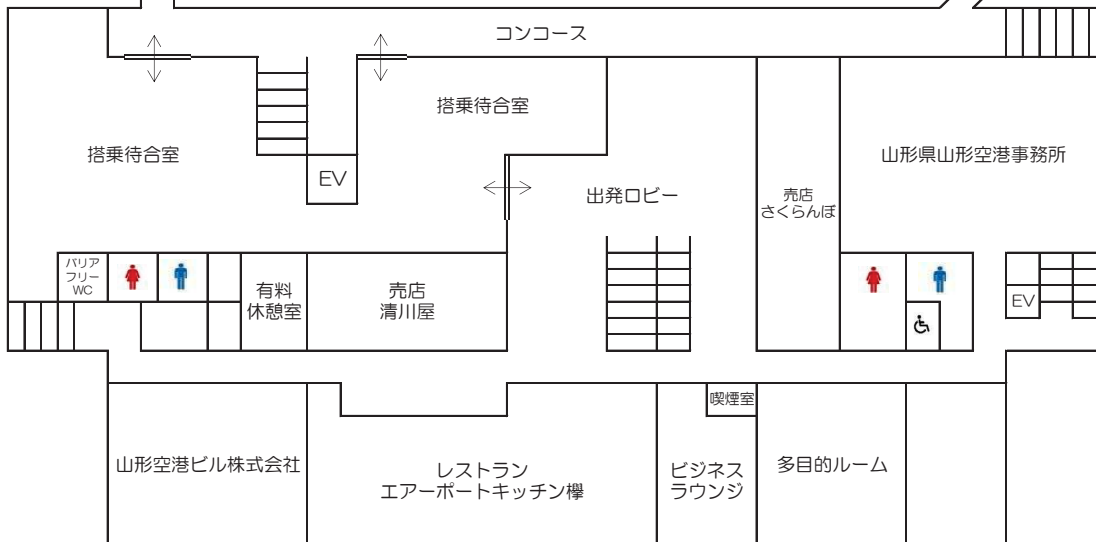 コンコース
搭乗待合室
搭乗待合室
山形県山形空港事務所
EV
出発ロビー
売店
さくらんぼ
バリア
フリー
WC
有料
休憩室
売店
清川屋
EV
喫煙室
山形空港ビル株式会社
レストラン
エアーポートキッチン欅
ビジネス
ラウンジ
多目的ルーム